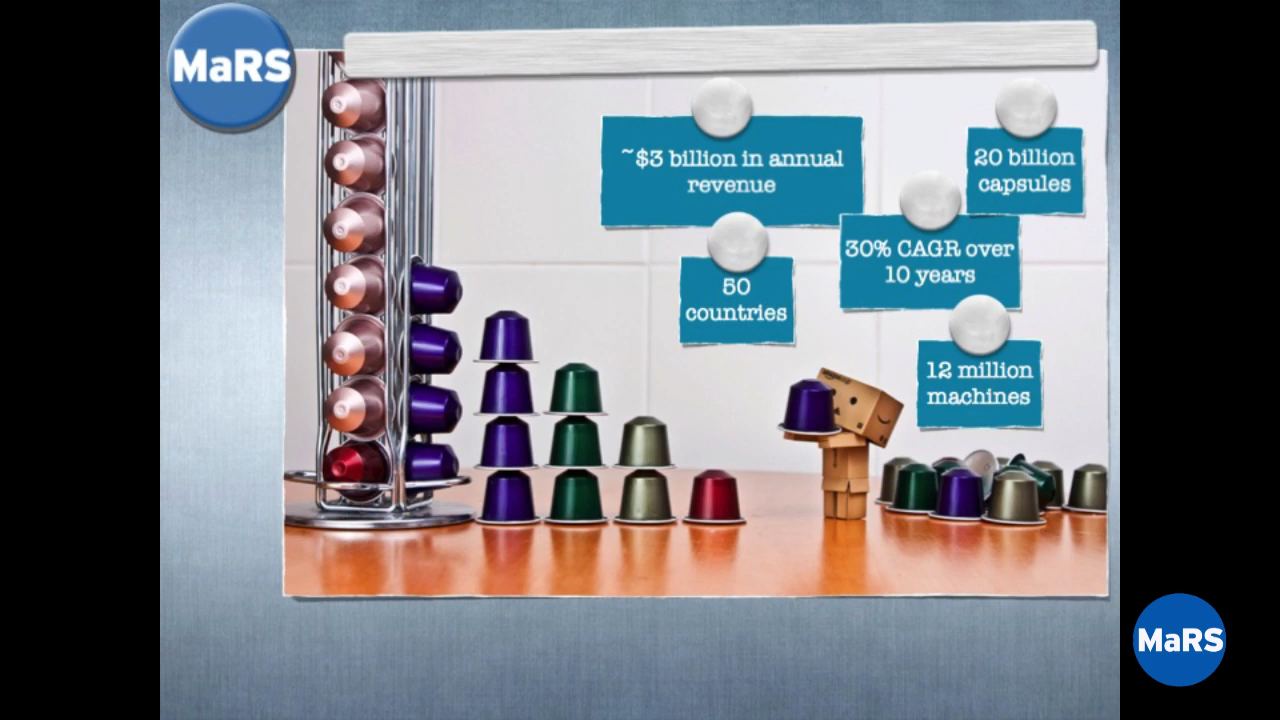 MaRS
~$3 billion in annual
revenue
20 billion
capsules
30% CAGR over
10 years
50
countries
12 million
machines
MaRS